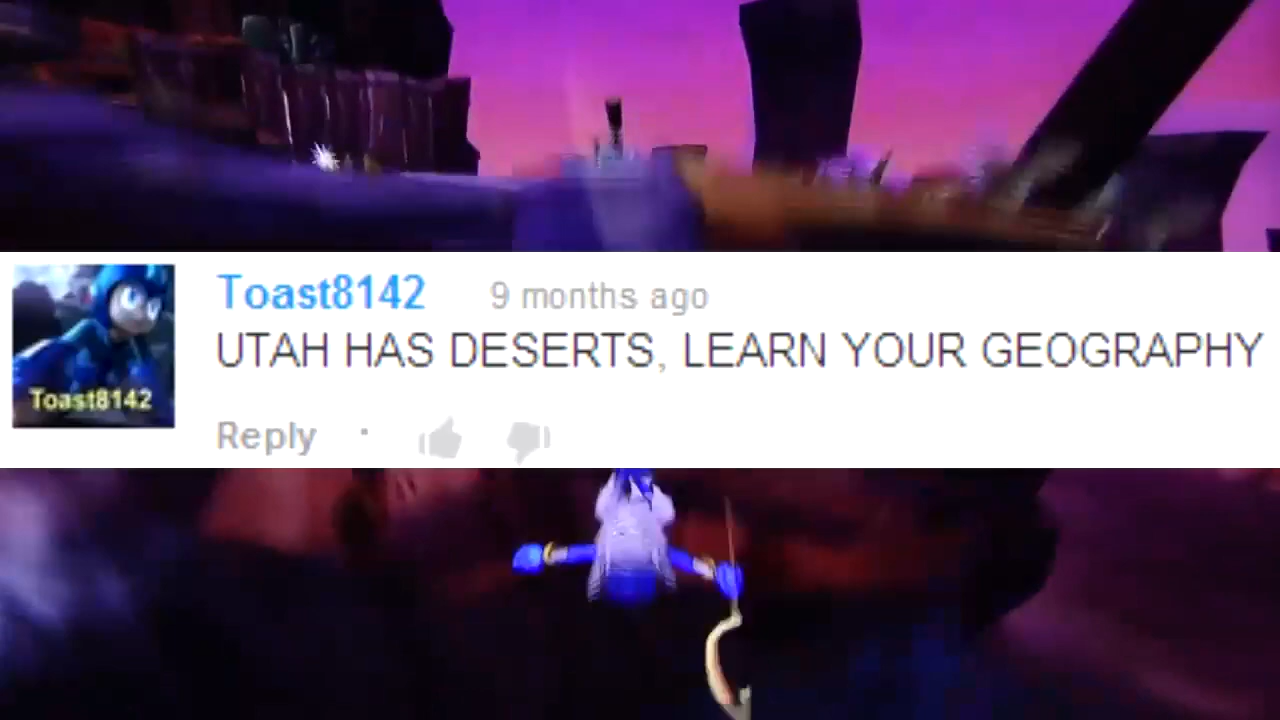 Toast8142 9 months ago
UTAH HAS DESERTS, LEARN YOUR GEOGRAPHY
Toast8142
Reply ·